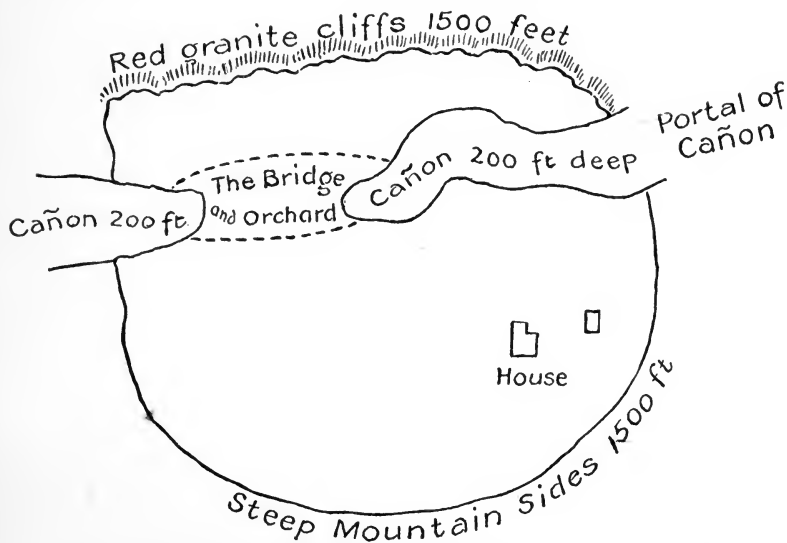 Red granite cliffs 1500 feet
Portal of
Cañon
Cañon 200 ft deep
The Bridge
and Orchard
Cañon 200 ft.
House
Steep Mountain Sides 1500 ft